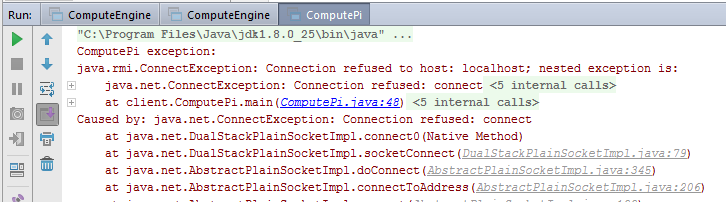 Run: ComputeEngine ComputeEngine ComputePi
"C:\Program Files\Java\jdk1.8.0_25\bin\java" ...
ComputePi exception:
java.rmi.ConnectException: Connection refused to host: localhost; nested exception is:
java.net.ConnectException: Connection refused: connect <5 internal calls>
at client.ComputePi.main(ComputePi.java:48) <5 internal calls>
Caused by: java.net.ConnectException: Connection refused: connect
at java.net.DualStackPlainSocketImpl.connect0(Native Method)
at java.net.DualStackPlainSocketImpl.socketConnect(DualStackPlainSocketImpl.java:79)
at java.net.AbstractPlainSocketImpl.doConnect(AbstractPlainSocketImpl.java:345)
at java.net.AbstractPlainSocketImpl.connectToAddress(AbstractPlainSocketImpl.java:206)